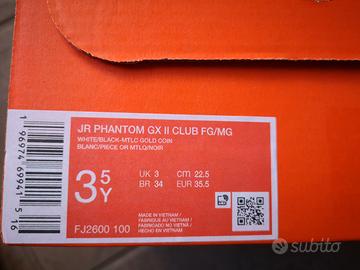 JR PHANTOM GX II CLUB FG/MG
WHITE/BLACK-MTLC GOLD COIN
BLANC/PIECE OR MTLQ/NOIR
3.5Y
UK 3 cm 22.5
BR 34 EUR 35.5
MADE IN VIETNAM /
FABRIQUÉ AU VIETNAM /
FABRICADO NO VIETNÃ /
HECHO EN VIETNAM
FJ2600 100
1 96974 69941 5 16
subito